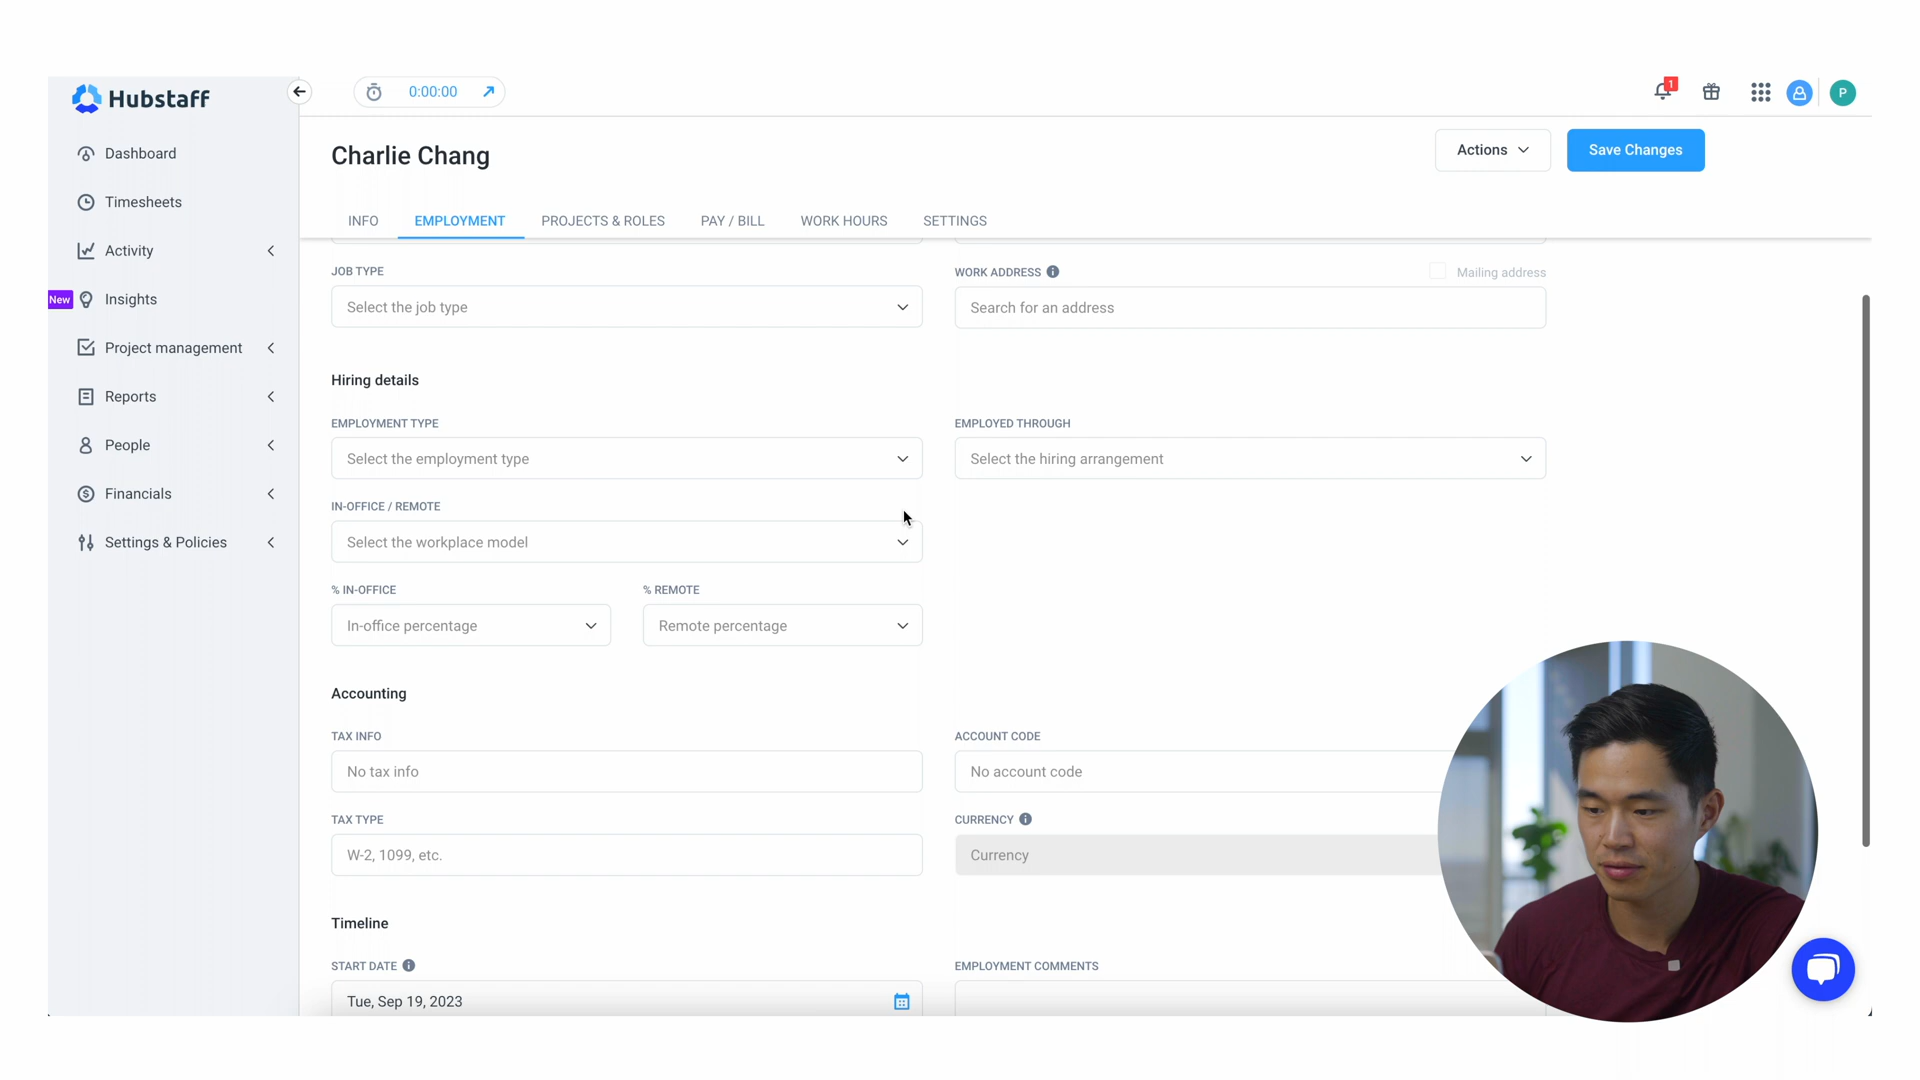 Hubstaff
0:00:00
1
P
Dashboard
Timesheets
Activity
New
Insights
Project management
Reports
People
Financials
Settings & Policies
Charlie Chang
Actions
Save Changes
INFO
EMPLOYMENT
PROJECTS & ROLES
PAY / BILL
WORK HOURS
SETTINGS
JOB TYPE
Select the job type
WORK ADDRESS
Mailing address
Search for an address
Hiring details
EMPLOYMENT TYPE
Select the employment type
EMPLOYED THROUGH
Select the hiring arrangement
IN-OFFICE / REMOTE
Select the workplace model
% IN-OFFICE
In-office percentage
% REMOTE
Remote percentage
Accounting
TAX INFO
No tax info
ACCOUNT CODE
No account code
TAX TYPE
W-2, 1099, etc.
CURRENCY
Currency
Timeline
START DATE
Tue, Sep 19, 2023
EMPLOYMENT COMMENTS